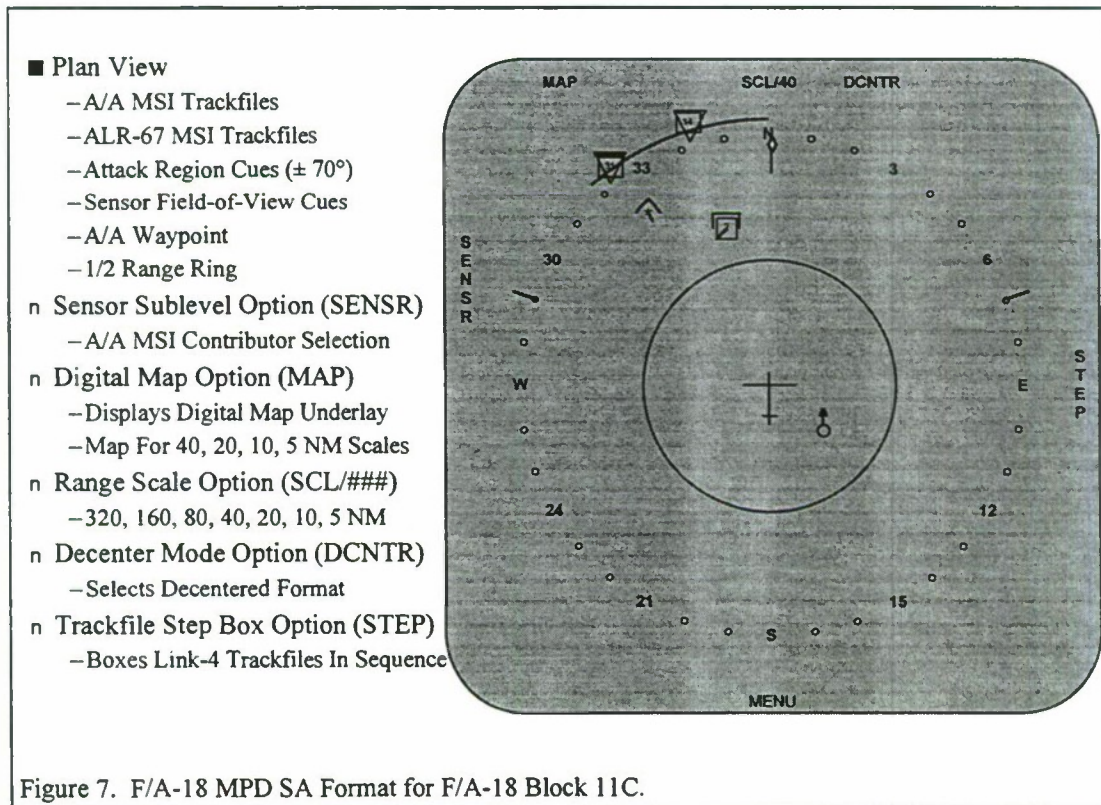 ■ Plan View
–A/A MSI Trackfiles
–ALR-67 MSI Trackfiles
–Attack Region Cues (± 70°)
–Sensor Field-of-View Cues
–A/A Waypoint
–1/2 Range Ring
n Sensor Sublevel Option (SENSR)
–A/A MSI Contributor Selection
n Digital Map Option (MAP)
–Displays Digital Map Underlay
–Map For 40, 20, 10, 5 NM Scales
n Range Scale Option (SCL/###)
–320, 160, 80, 40, 20, 10, 5 NM
n Decenter Mode Option (DCNTR)
–Selects Decentered Format
n Trackfile Step Box Option (STEP)
–Boxes Link-4 Trackfiles In Sequence
MAP SCL/40 DCNTR
N
33 3
30 6
SENSR
W E
STEP
24 12
21 15
S
MENU
Figure 7. F/A-18 MPD SA Format for F/A-18 Block 11C.